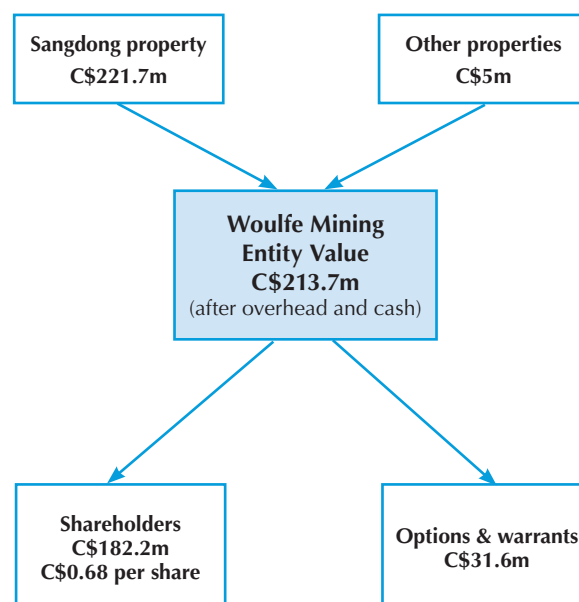 Sangdong property
C$221.7m
Other properties
C$5m
Woulfe Mining
Entity Value
C$213.7m
(after overhead and cash)
Shareholders
C$182.2m
C$0.68 per share
Options & warrants
C$31.6m